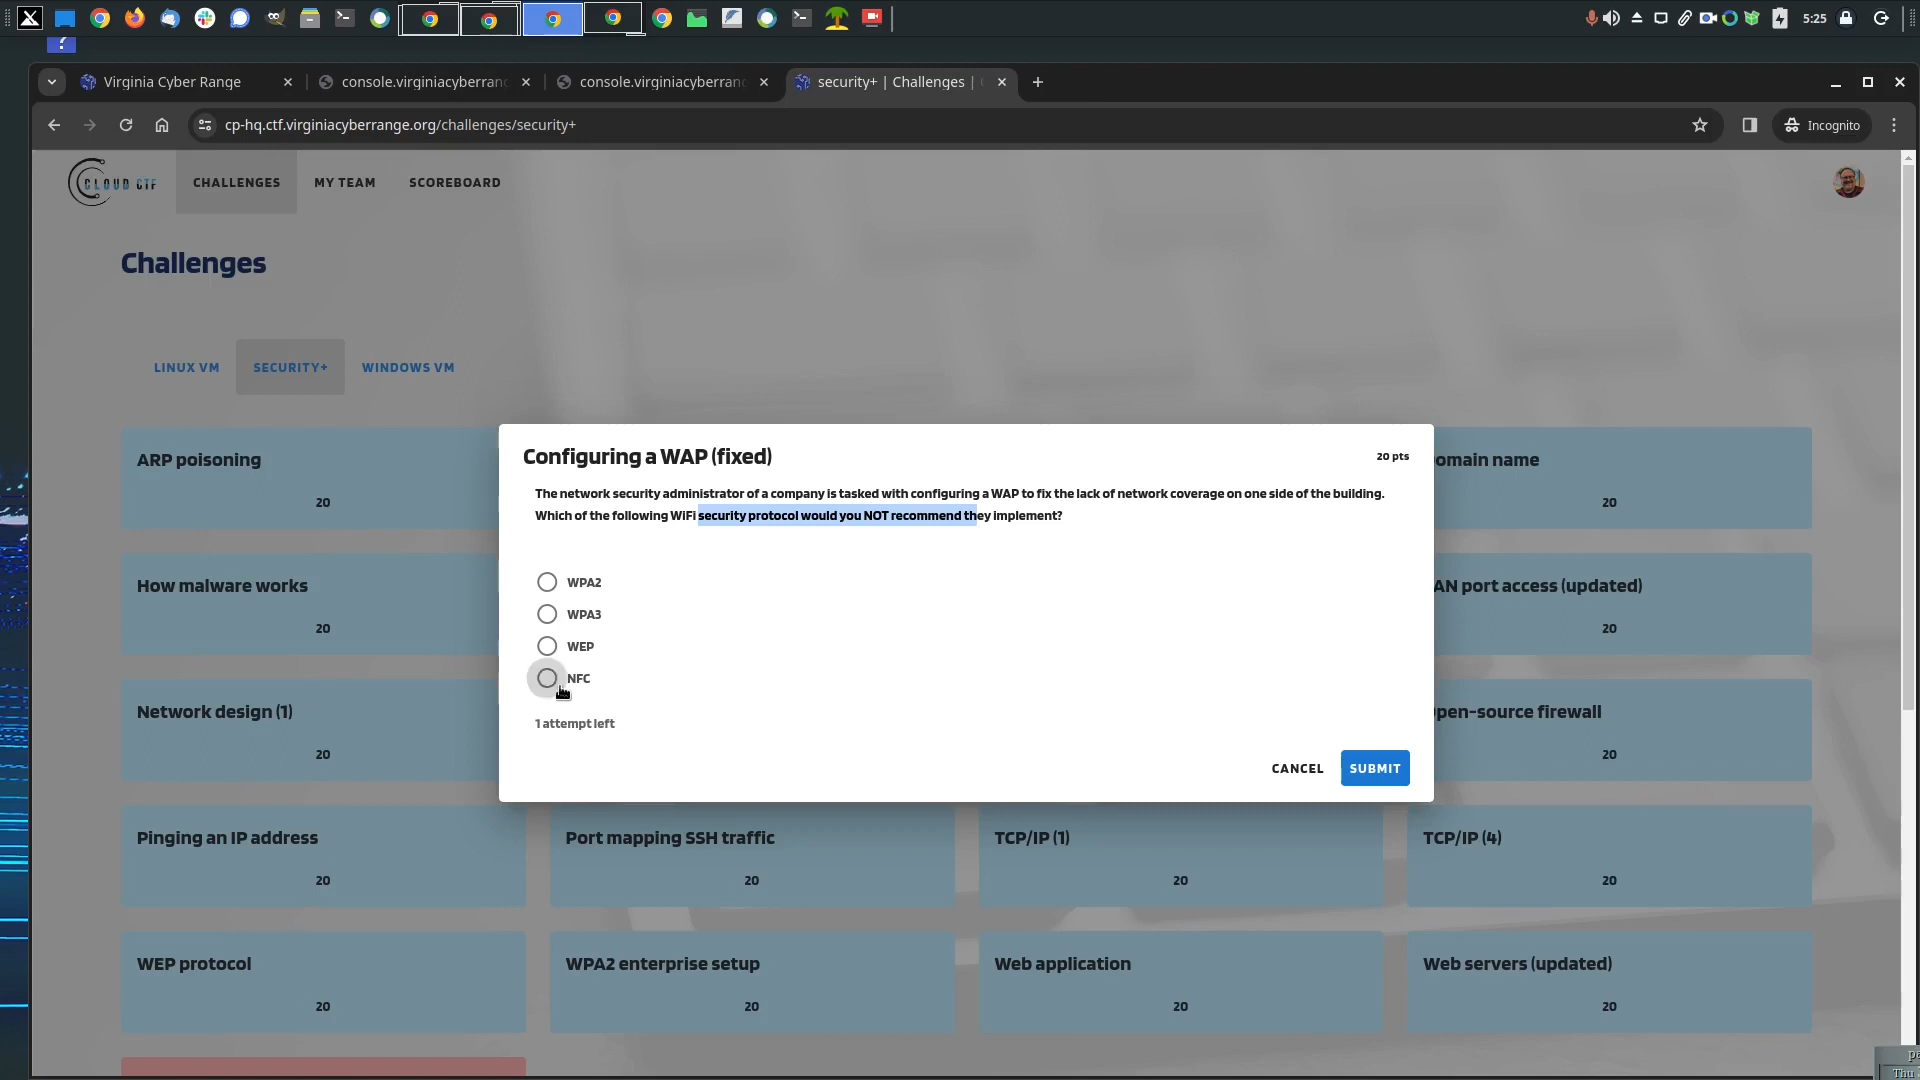 5:25
?
Virginia Cyber Range
console.virginiacyberran
console.virginiacyberran
security+ | Challenges |
cp-hq.ctf.virginiacyberrange.org/challenges/security+
Incognito
CLOUD CTF
CHALLENGES
MY TEAM
SCOREBOARD
Challenges
LINUX VM
SECURITY+
WINDOWS VM
ARP poisoning
20
omain name
20
Configuring a WAP (fixed)
20 pts
The network security administrator of a company is tasked with configuring a WAP to fix the lack of network coverage on one side of the building.
Which of the following WiFi security protocol would you NOT recommend they implement?
WPA2
WPA3
WEP
NFC
1 attempt left
CANCEL
SUBMIT
How malware works
20
AN port access (updated)
20
Network design (1)
20
pen-source firewall
20
Pinging an IP address
20
Port mapping SSH traffic
20
TCP/IP (1)
20
TCP/IP (4)
20
WEP protocol
20
WPA2 enterprise setup
20
Web application
20
Web servers (updated)
20
Thu